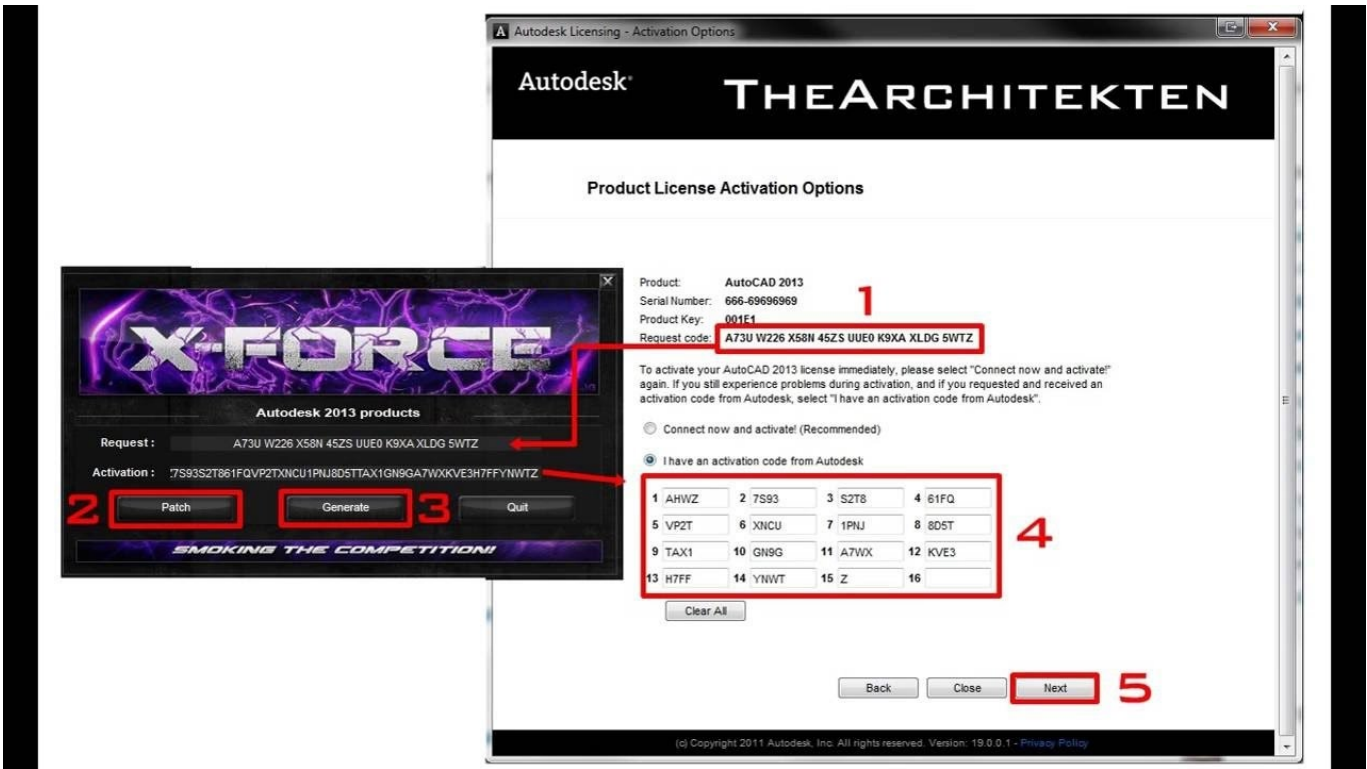 Autodesk Licensing - Activation Options
Autodesk
THEARCHITEKTEN
Product License Activation Options
X-FORCE
Autodesk 2013 products
Request :
A73U W226 X58N 45ZS UUE0 K9XA XLDG 5WTZ
Activation :
7S93S2T861FQVP2TXNCU1PNJ8D5TTAX1GN9GA7WXKVE3H7FFYNWTZ
2
Patch
Generate
3
Quit
SMOKING THE COMPETITION!
1
Product: AutoCAD 2013
Serial Number: 666-69696969
Product Key: 001E1
Request code: A73U W226 X58N 45ZS UUE0 K9XA XLDG 5WTZ
To activate your AutoCAD 2013 license immediately, please select "Connect now and activate!"
again. If you still experience problems during activation, and if you requested and received an
activation code from Autodesk, select "I have an activation code from Autodesk".
Connect now and activate! (Recommended)
I have an activation code from Autodesk
1 AHWZ 2 7S93 3 S2T8 4 61FQ
5 VP2T 6 XNCU 7 1PNJ 8 8D5T
9 TAX1 10 GN9G 11 A7WX 12 KVE3
13 H7FF 14 YNWT 15 Z 16
4
Clear All
Back
Close
Next
5
(c) Copyright 2011 Autodesk, Inc. All rights reserved. Version: 19.0.0.1 - Privacy Policy